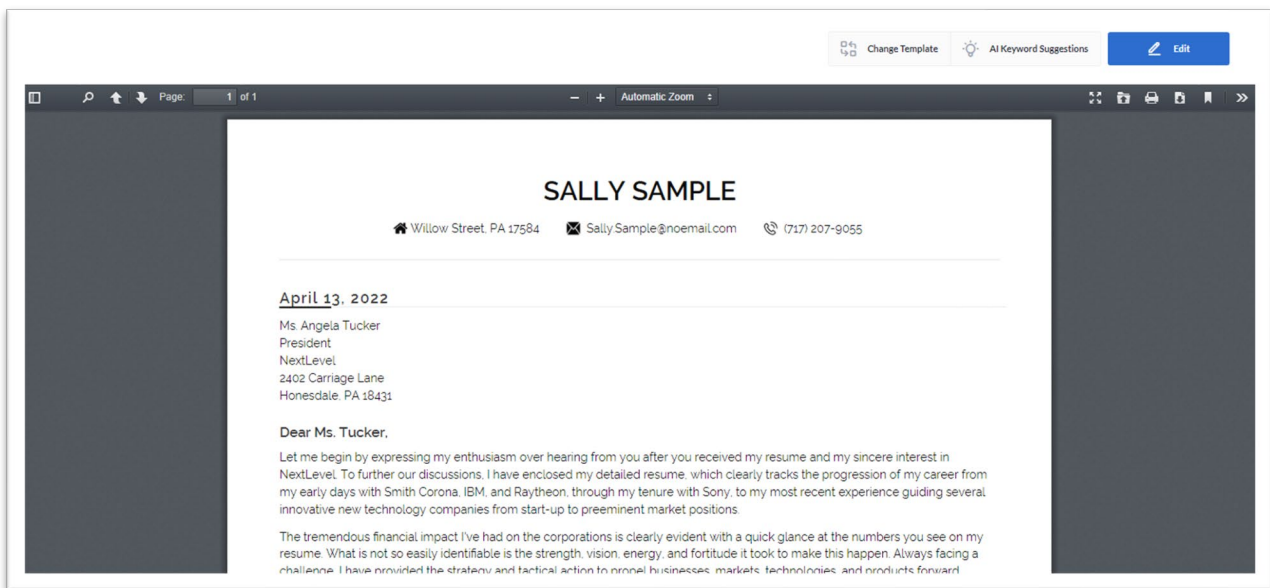 Change Template AI Keyword Suggestions Edit
Page: 1 of 1 Automatic Zoom
SALLY SAMPLE
Willow Street, PA 17584 Sally.Sample@noemail.com (717) 207-9055
April 13, 2022
Ms. Angela Tucker
President
NextLevel
2402 Carriage Lane
Honesdale, PA 18431
Dear Ms. Tucker,
Let me begin by expressing my enthusiasm over hearing from you after you received my resume and my sincere interest in
NextLevel. To further our discussions, I have enclosed my detailed resume, which clearly tracks the progression of my career from
my early days with Smith Corona, IBM, and Raytheon, through my tenure with Sony, to my most recent experience guiding several
innovative new technology companies from start-up to preeminent market positions.
The tremendous financial impact I've had on the corporations is clearly evident with a quick glance at the numbers you see on my
resume. What is not so easily identifiable is the strength, vision, energy, and fortitude it took to make this happen. Always facing a
challenge, I have provided the strategy and tactical action to propel businesses, markets, technologies, and products forward